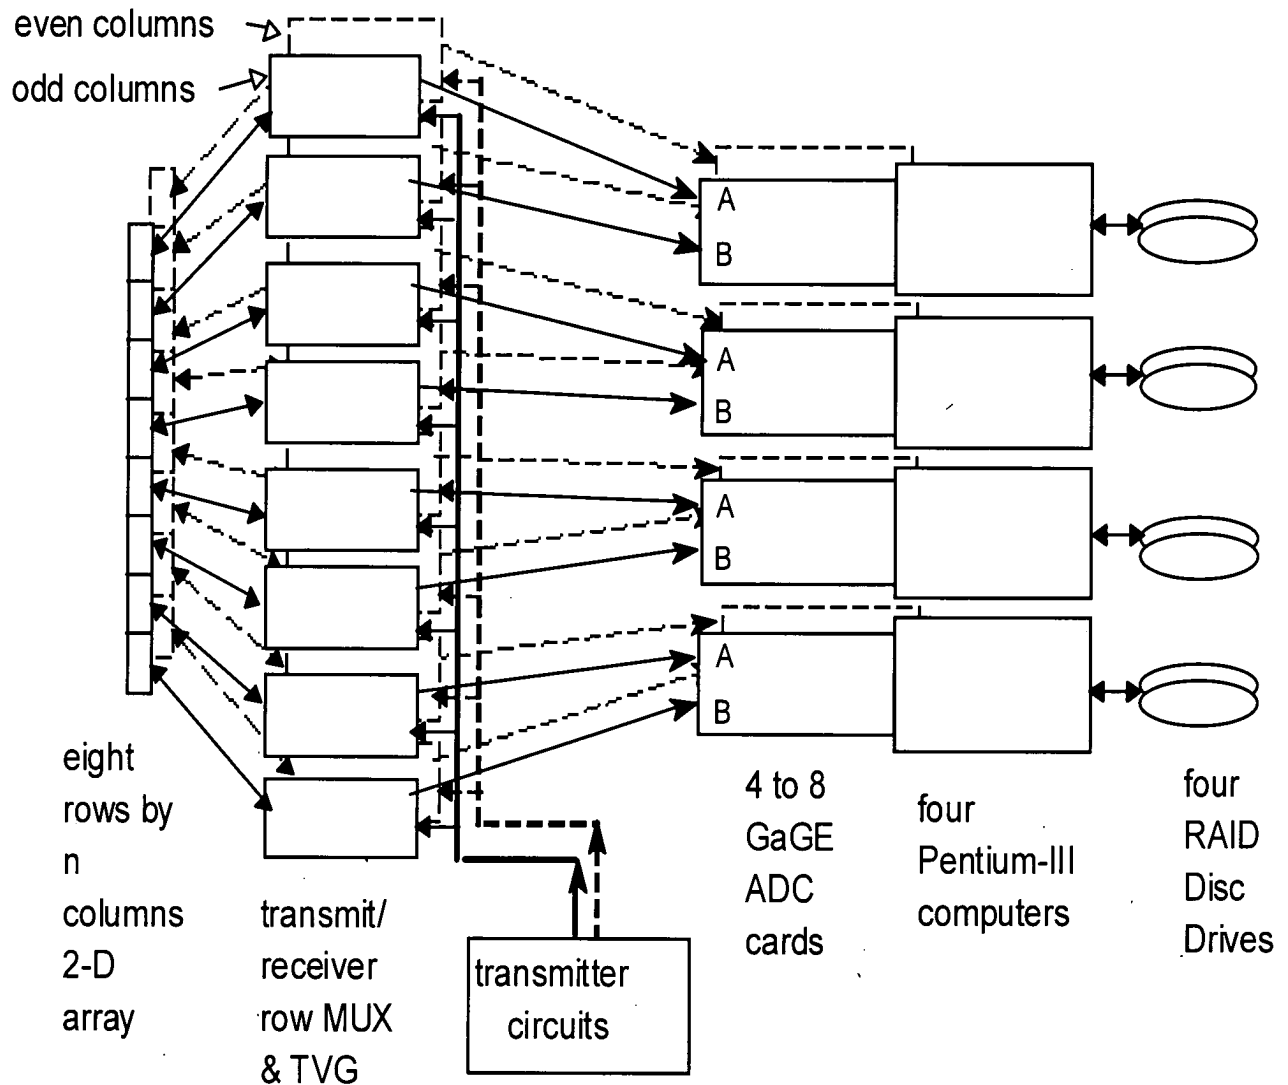 even columns
odd columns
A
B
A
B
A
B
A
B
eight
rows by
n
columns
2-D
array
transmit/
receiver
row MUX
& TVG
transmitter
circuits
4 to 8
GaGE
ADC
cards
four
Pentium-III
computers
four
RAID
Disc
Drives